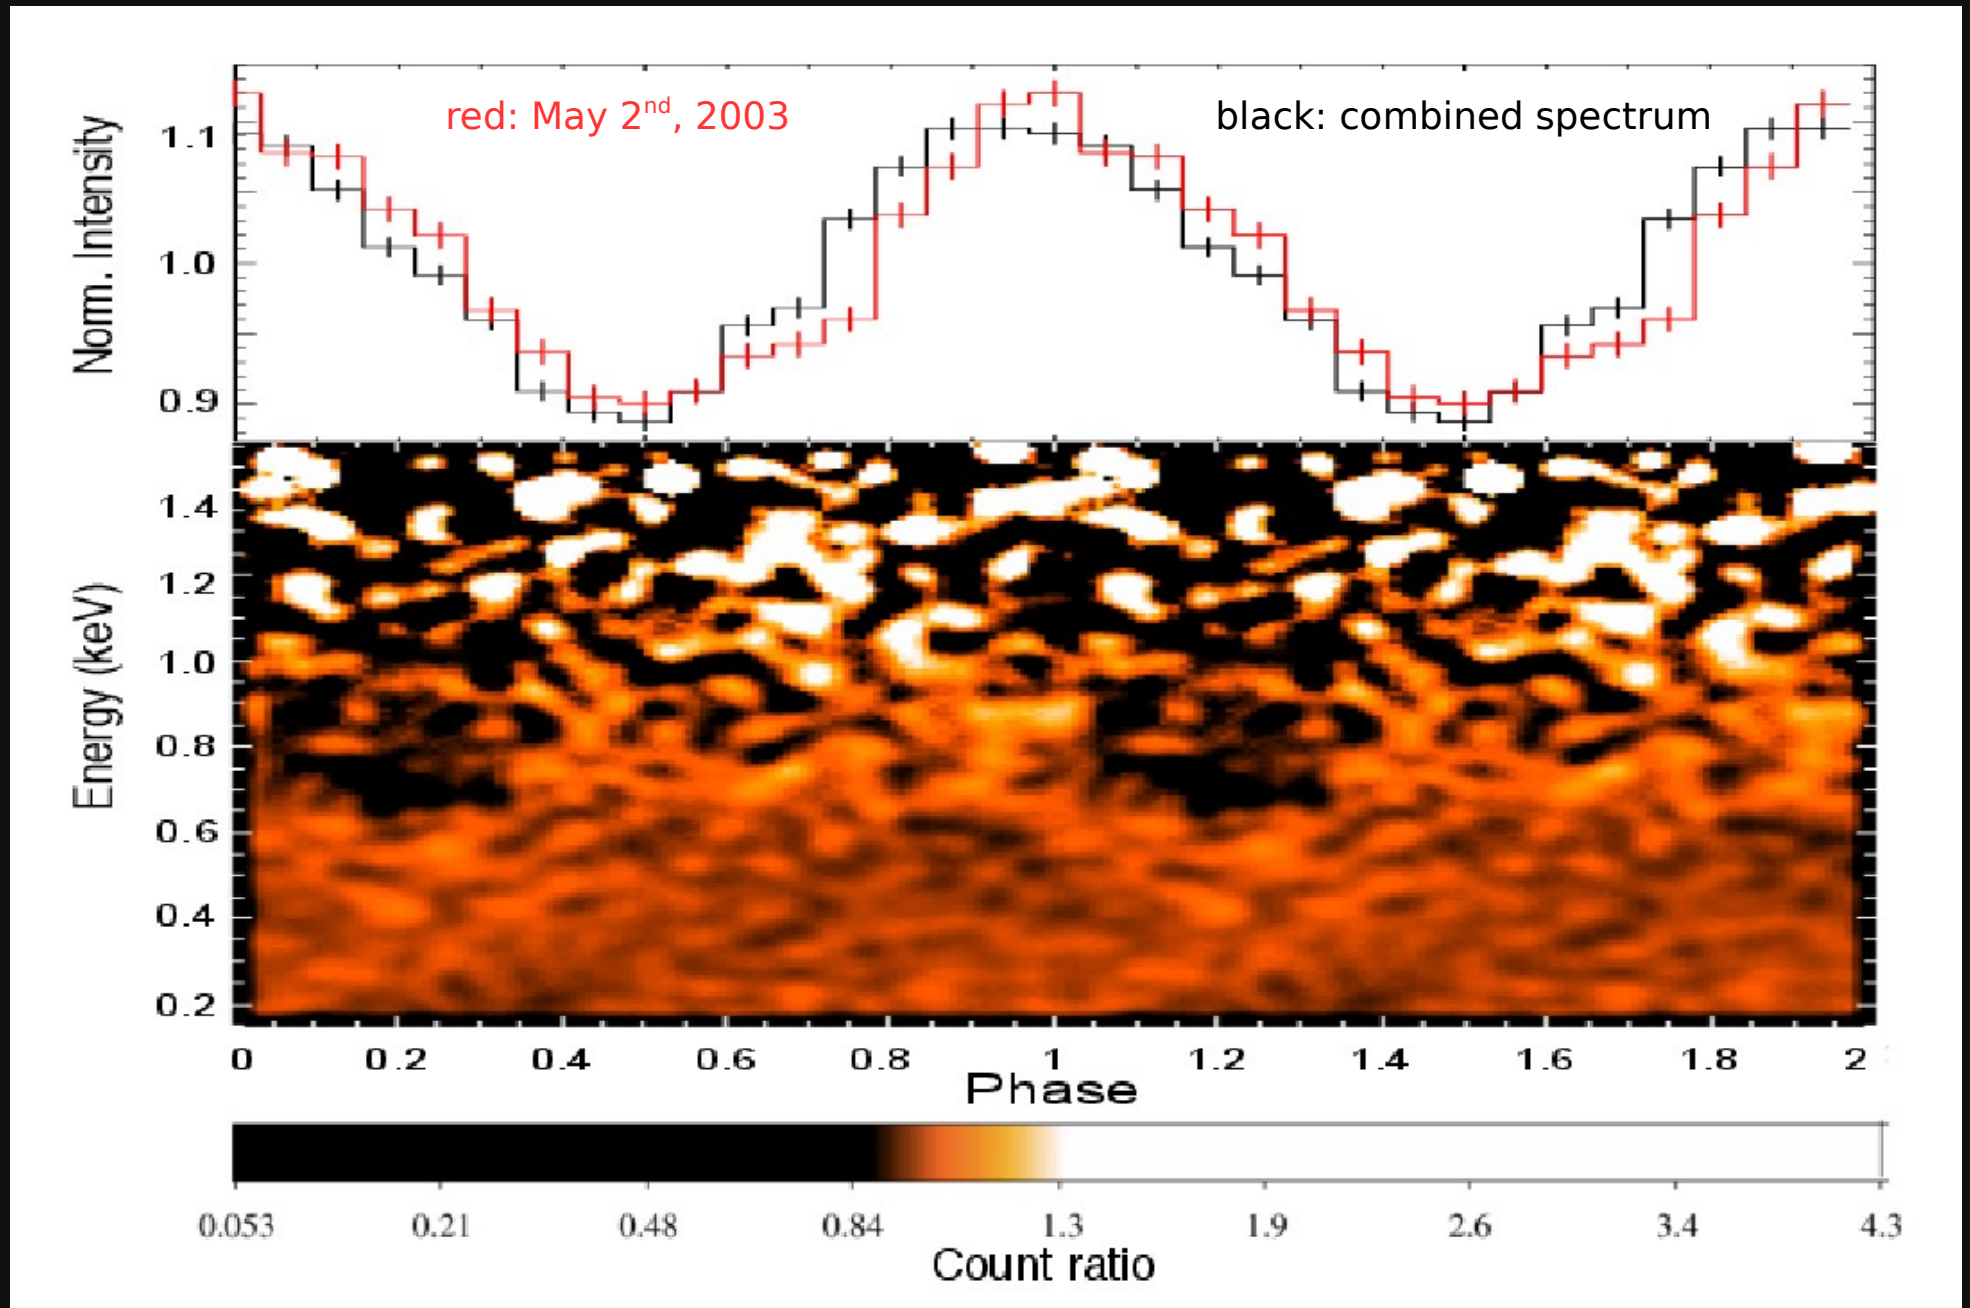 red: May 2nd, 2003
black: combined spectrum
Norm. Intensity
1.1
1.0
0.9
Energy (keV)
1.4
1.2
1.0
0.8
0.6
0.4
0.2
0 0.2 0.4 0.6 0.8 1 1.2 1.4 1.6 1.8 2
Phase
0.053 0.21 0.48 0.84 1.3 1.9 2.6 3.4 4.3
Count ratio